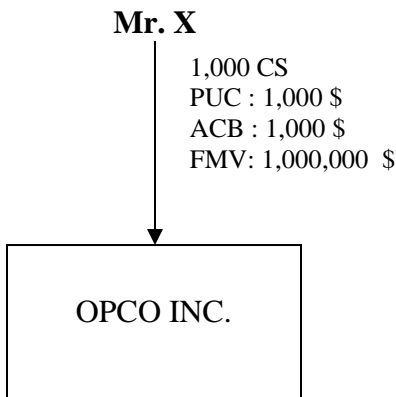 Mr. X
1,000 CS
PUC : 1,000 $
ACB : 1,000 $
FMV: 1,000,000 $
OPCO INC.